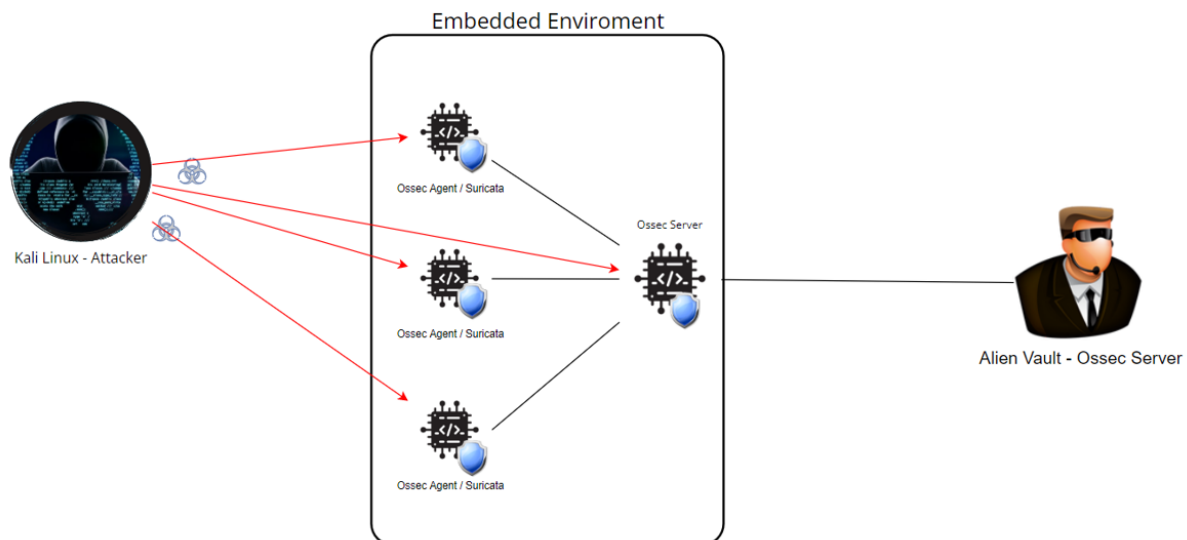 Embedded Enviroment
Ossec Agent / Suricata
Ossec Server
Kali Linux - Attacker
Ossec Agent / Suricata
Alien Vault - Ossec Server
Ossec Agent / Suricata